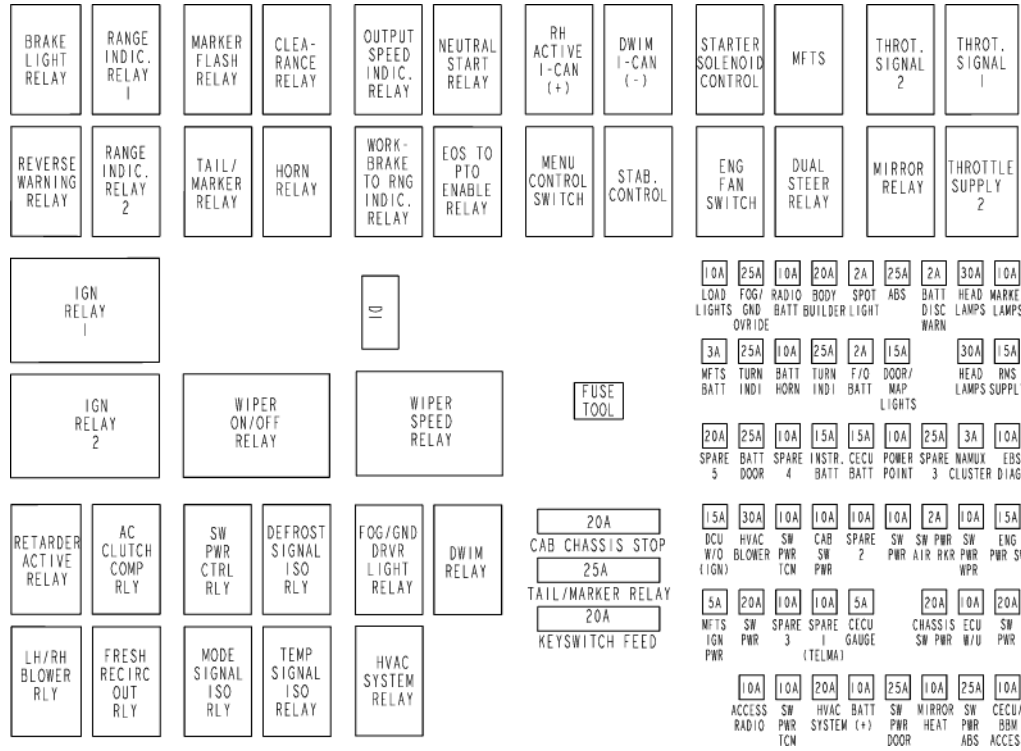 BRAKE LIGHT RELAY
RANGE INDIC. RELAY 1
MARKER FLASH RELAY
CLEA- RANCE RELAY
OUTPUT SPEED INDIC. RELAY
NEUTRAL START RELAY
RH ACTIVE I-CAN (+)
DWIM I-CAN (-)
STARTER SOLENOID CONTROL
MFTS
THROT. SIGNAL 2
THROT. SIGNAL 1
REVERSE WARNING RELAY
RANGE INDIC. RELAY 2
TAIL/ MARKER RELAY
HORN RELAY
WORK- BRAKE TO RNG INDIC. RELAY
EOS TO PTO ENABLE RELAY
MENU CONTROL SWITCH
STAB. CONTROL
ENG FAN SWITCH
DUAL STEER RELAY
MIRROR RELAY
THROTTLE SUPPLY 2
IGN RELAY 1
DI
10A LOAD LIGHTS
25A FOG/ GND OVRIDE
10A RADIO BATT
20A BODY BUILDER
2A SPOT LIGHT
25A ABS
2A BATT DISC WARN
30A HEAD LAMPS
10A MARKE LAMPS
3A MFTS BATT
25A TURN INDI
10A BATT HORN
25A TURN INDI
2A F/O BATT
15A DOOR/ MAP LIGHTS
30A HEAD LAMPS
15A RNS SUPPL
IGN RELAY 2
WIPER ON/OFF RELAY
WIPER SPEED RELAY
FUSE TOOL
20A SPARE 5
25A BATT DOOR
10A SPARE 4
15A INSTR. BATT
15A CECU BATT
10A POWER POINT
25A SPARE 3
3A NAMUX CLUSTER
10A EBS DIAG
RETARDER ACTIVE RELAY
AC CLUTCH COMP RLY
SW PWR CTRL RLY
DEFROST SIGNAL ISO RLY
FOG/GND DRVR LIGHT RELAY
DWIM RELAY
20A
CAB CHASSIS STOP
25A
TAIL/MARKER RELAY
20A
KEYSWITCH FEED
15A DCU W/O (IGN)
30A HVAC BLOWER
10A SW PWR TCM
10A CAB SW PWR
10A SPARE 2
10A SW PWR
2A SW PWR AIR RKR
10A SW PWR WPR
15A ENG PWR S
5A MFTS IGN PWR
20A SW PWR
10A SPARE 3
10A SPARE 1 (TELMA)
5A CECU GAUGE
20A CHASSIS SW PWR
10A ECU W/U
20A SW PWR
LH/RH BLOWER RLY
FRESH RECIRC OUT RLY
MODE SIGNAL ISO RLY
TEMP SIGNAL ISO RELAY
HVAC SYSTEM RELAY
10A ACCESS RADIO
10A SW PWR TCM
20A HVAC SYSTEM
10A BATT (+)
25A SW PWR DOOR
10A MIRROR HEAT
25A SW PWR ABS
10A CECU/ BBM ACCES